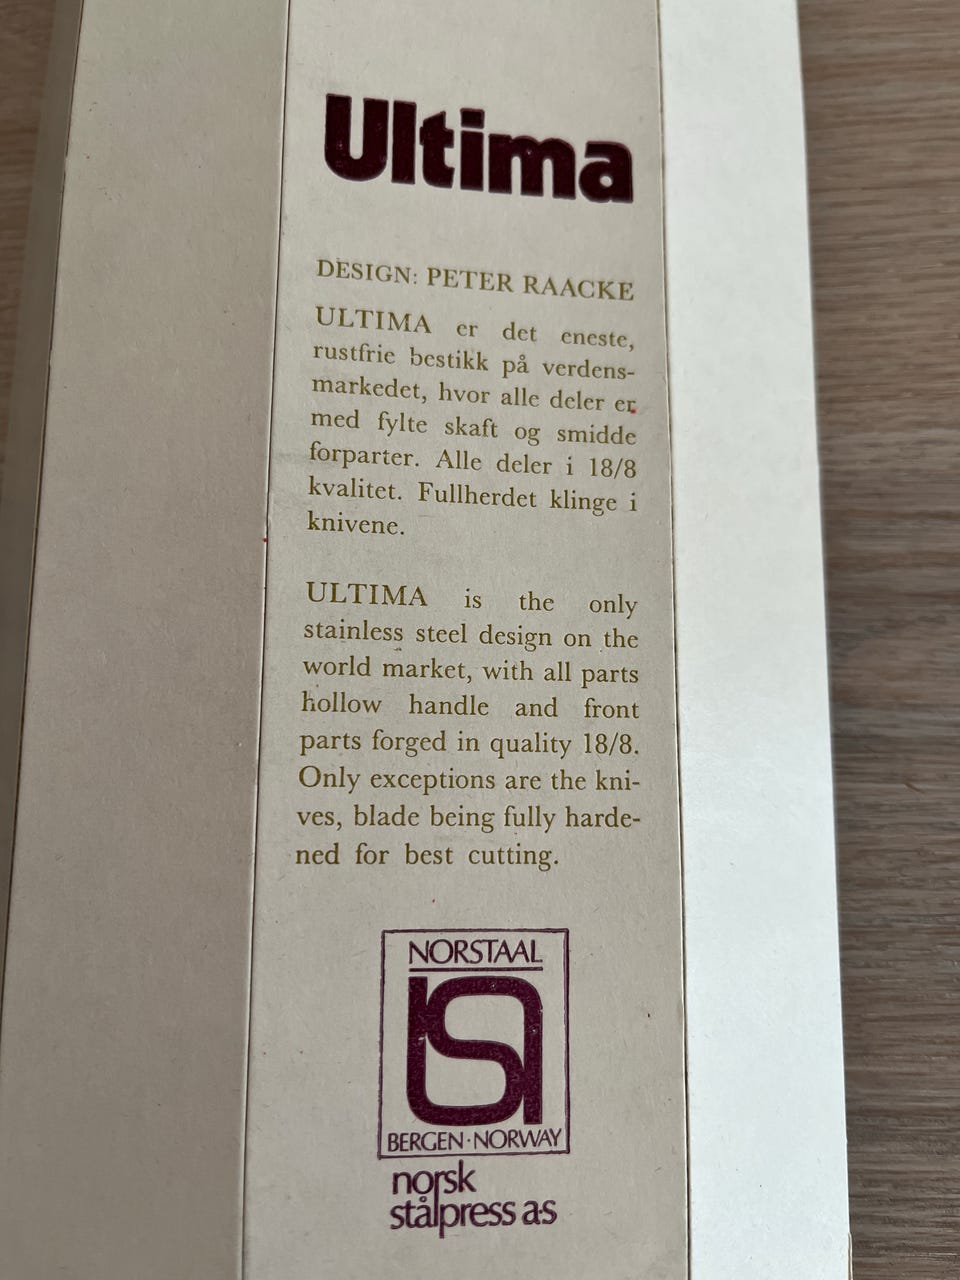 Ultima
DESIGN: PETER RAACKE
ULTIMA er det eneste,
rustfrie bestikk på verdens-
markedet, hvor alle deler er
med fylte skaft og smidde
forparter. Alle deler i 18/8
kvalitet. Fullherdet klinge i
knivene.
ULTIMA is the only
stainless steel design on the
world market, with all parts
hollow handle and front
parts forged in quality 18/8.
Only exceptions are the kni-
ves, blade being fully harde-
ned for best cutting.
NORSTAAL
BERGEN·NORWAY
norsk
stålpress a·s